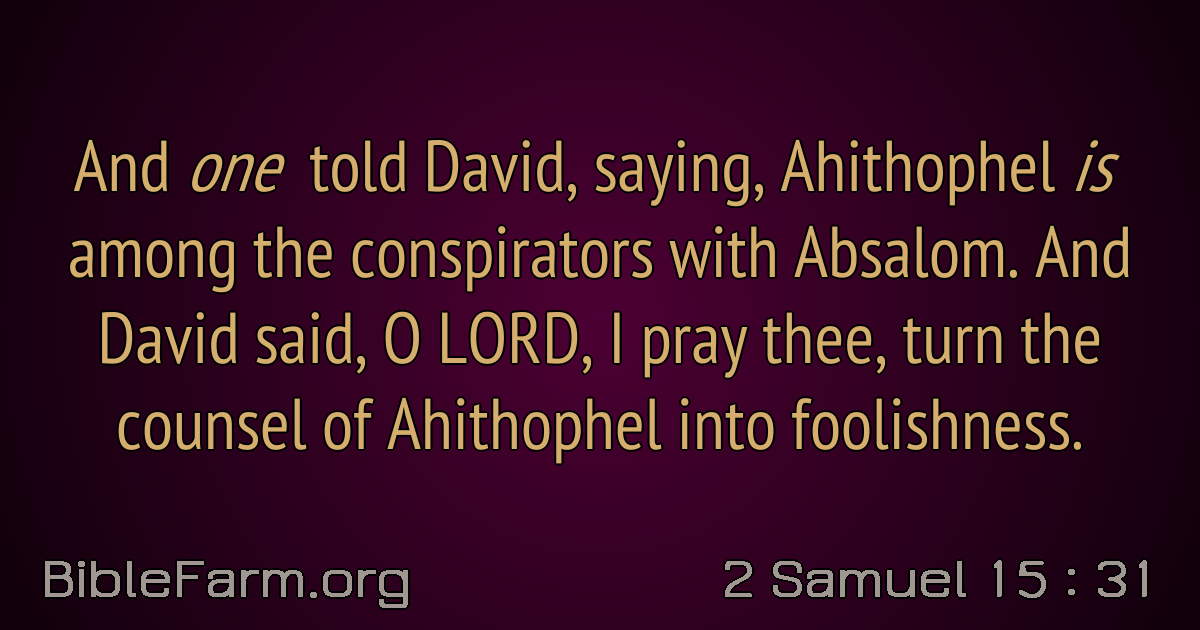 And one told David, saying, Ahithophel is
among the conspirators with Absalom. And
David said, O LORD, I pray thee, turn the
counsel of Ahithophel into foolishness.
BibleFarm.org
2 Samuel 15 : 31